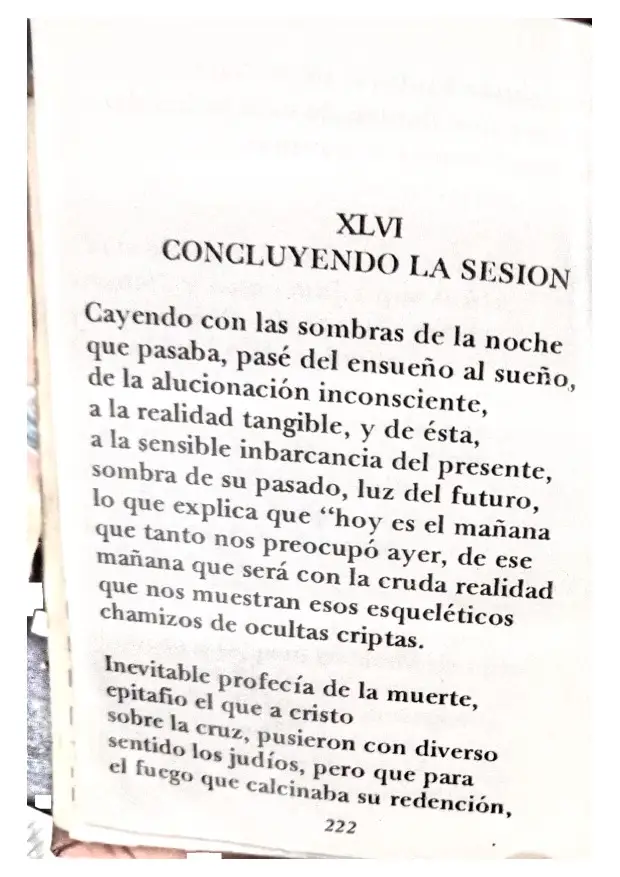 XLVI
CONCLUYENDO LA SESION
Cayendo con las sombras de la noche
que pasaba, pasé del ensueño al sueño,
de la alucionación inconsciente,
a la realidad tangible, y de ésta,
a la sensible inbarcancia del presente,
sombra de su pasado, luz del futuro,
lo que explica que “hoy es el mañana
que tanto nos preocupó ayer, de ese
mañana que será con la cruda realidad
que nos muestran esos esqueléticos
chamizos de ocultas criptas.
Inevitable profecía de la muerte,
epitafio el que a cristo
sobre la cruz, pusieron con diverso
sentido los judíos, pero que para
el fuego que calcinaba su redención,
222